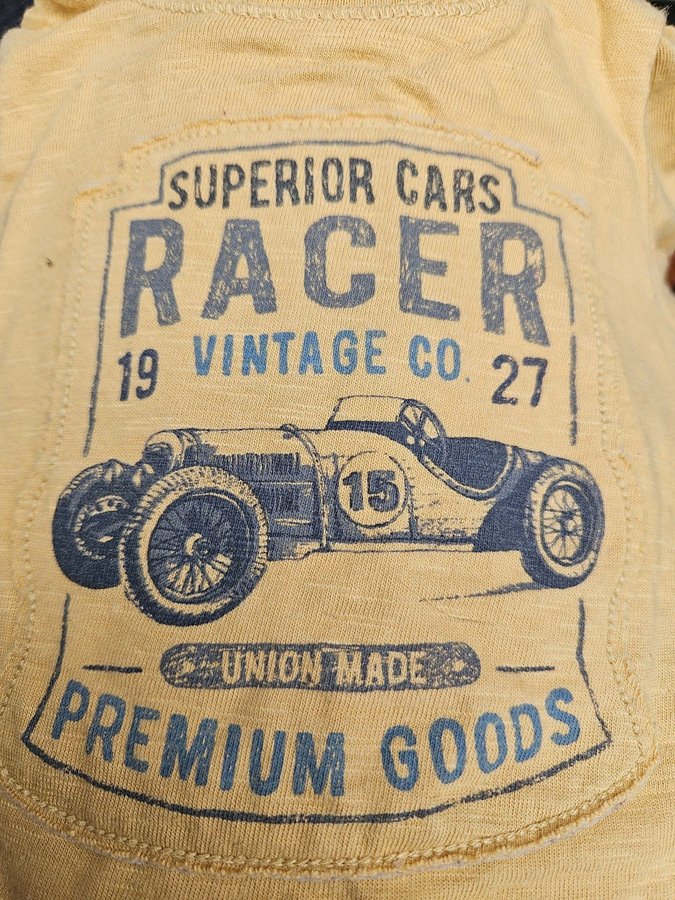 SUPERIOR CARS
RACER
19 VINTAGE CO. 27
15
UNION MADE
PREMIUM GOODS